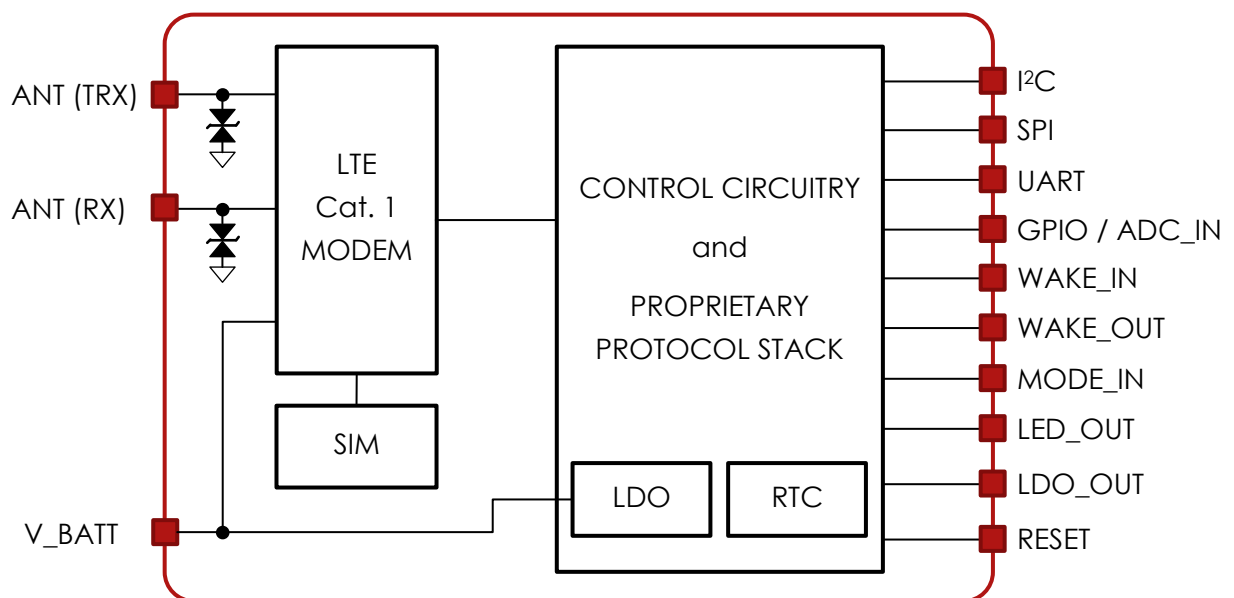 ANT (TRX)
ANT (RX)
V_BATT
LTE
Cat. 1
MODEM
SIM
CONTROL CIRCUITRY
and
PROPRIETARY
PROTOCOL STACK
LDO
RTC
I²C
SPI
UART
GPIO / ADC_IN
WAKE_IN
WAKE_OUT
MODE_IN
LED_OUT
LDO_OUT
RESET